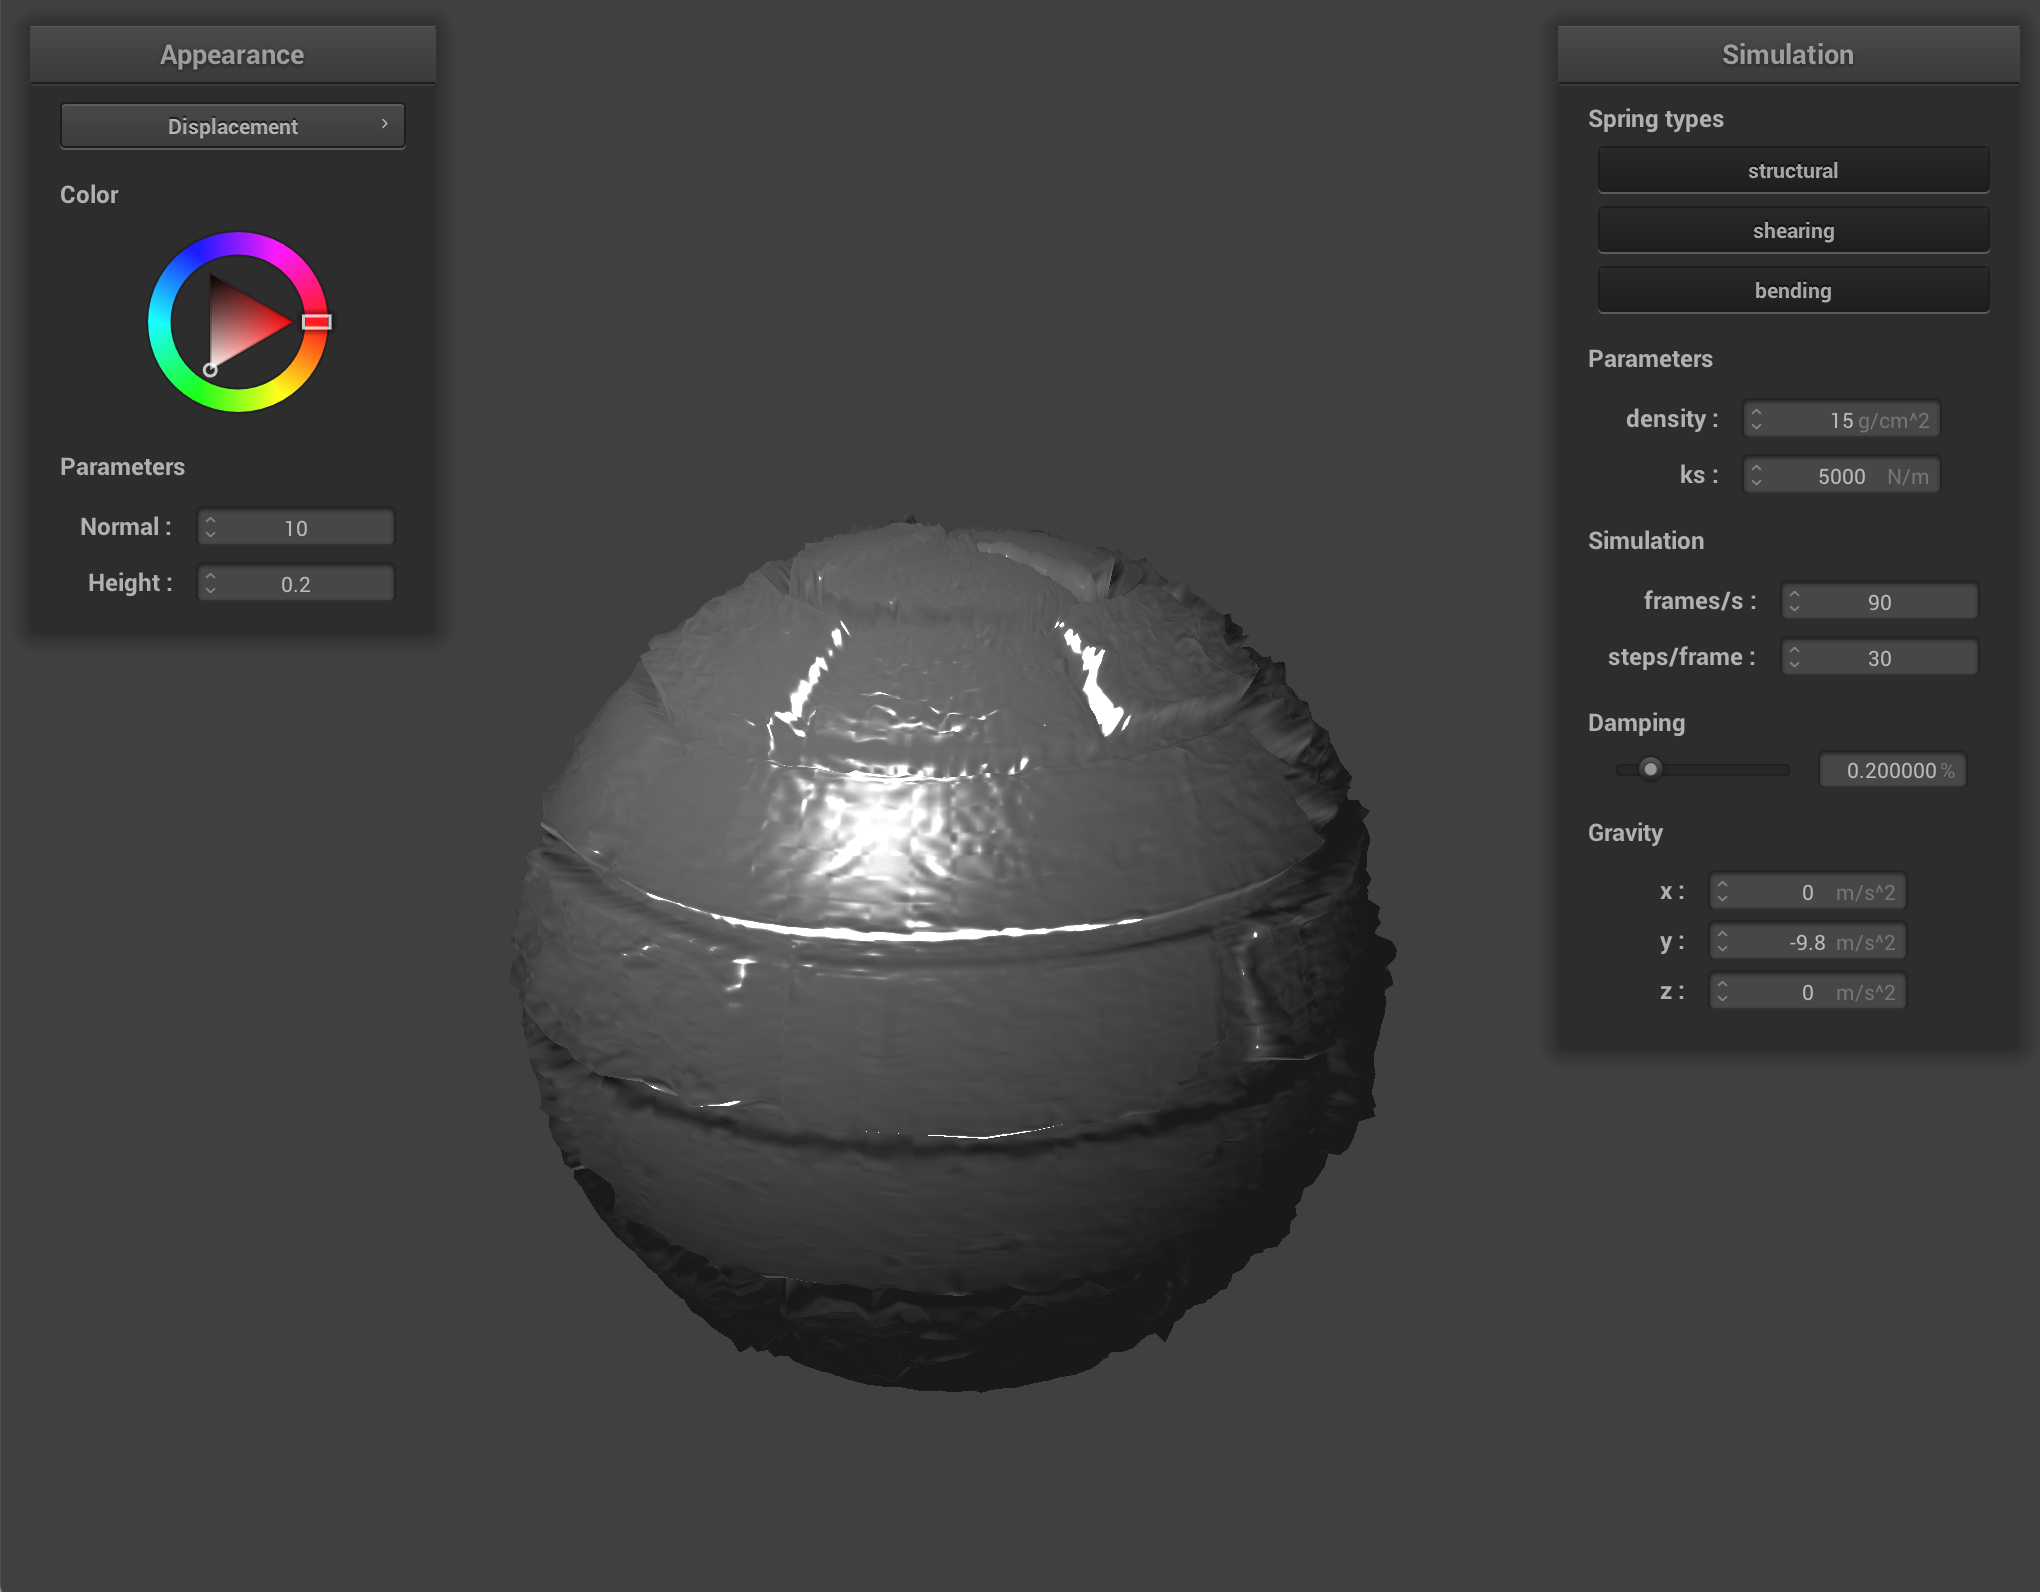 Appearance
Displacement
Color
Parameters
Normal : 10
Height : 0.2
Simulation
Spring types
structural
shearing
bending
Parameters
density : 15 g/cm^2
ks : 5000 N/m
Simulation
frames/s : 90
steps/frame : 30
Damping
0.200000 %
Gravity
x : 0 m/s^2
y : -9.8 m/s^2
z : 0 m/s^2